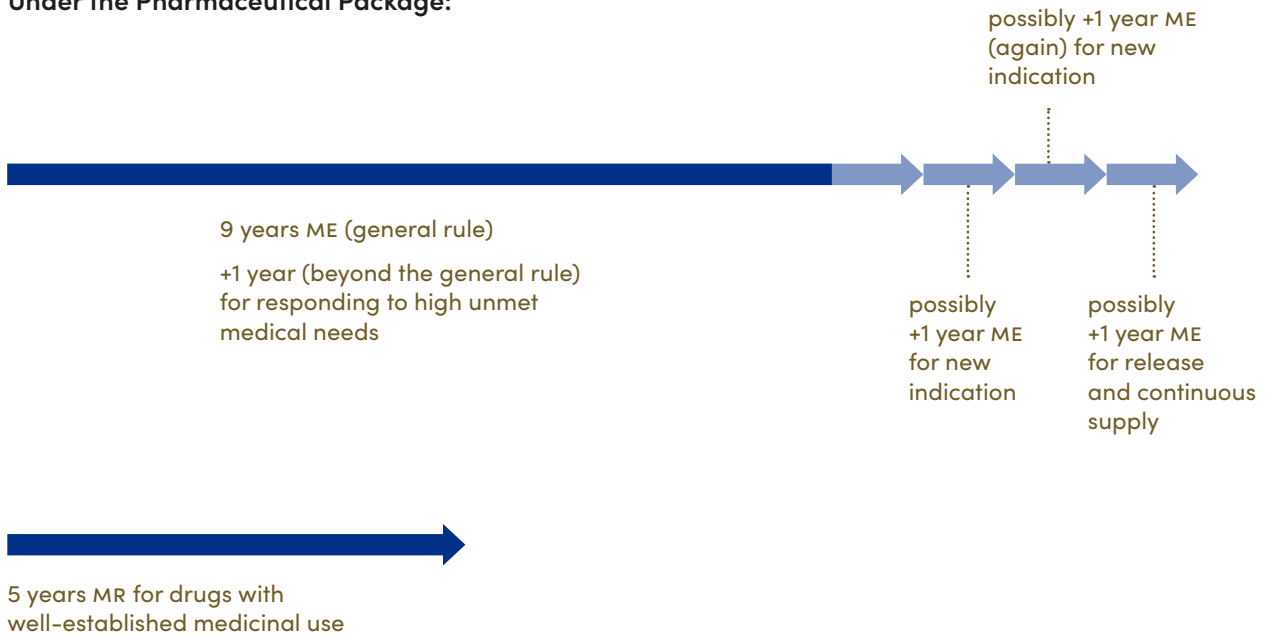 Under the Pharmaceutical Package:
possibly +1 year ME
(again) for new
indication
9 years ME (general rule)
+1 year (beyond the general rule)
for responding to high unmet
medical needs
possibly
+1 year ME
for new
indication
possibly
+1 year ME
for release
and continuous
supply
5 years MR for drugs with
well-established medicinal use